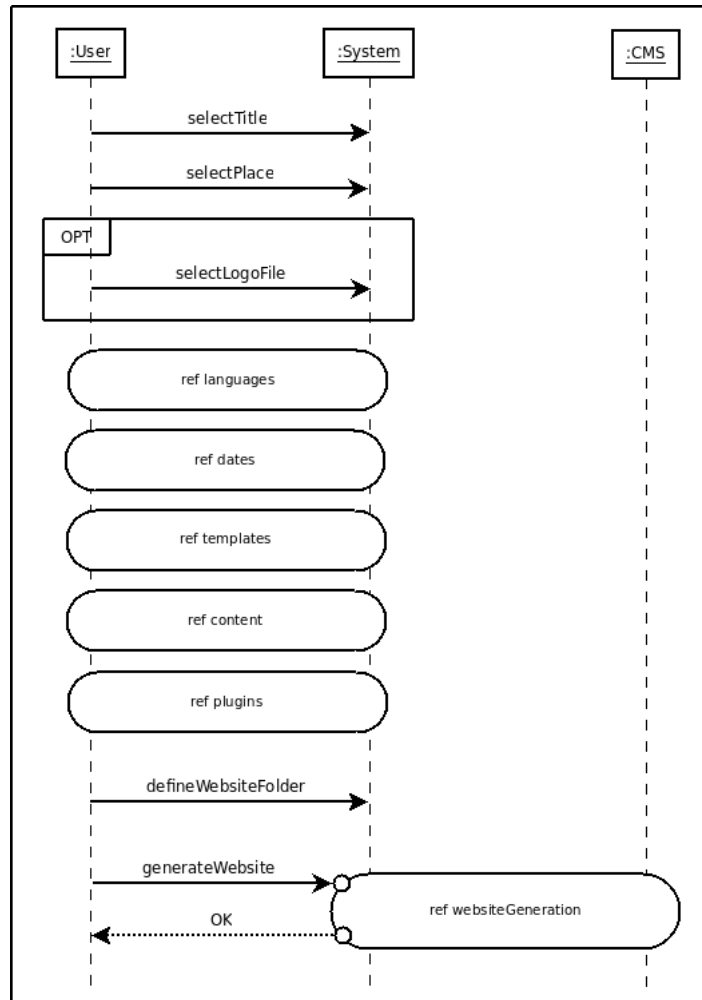 :User
:System
:CMS
selectTitle
selectPlace
OPT
selectLogoFile
ref languages
ref dates
ref templates
ref content
ref plugins
defineWebsiteFolder
generateWebsite
ref websiteGeneration
OK